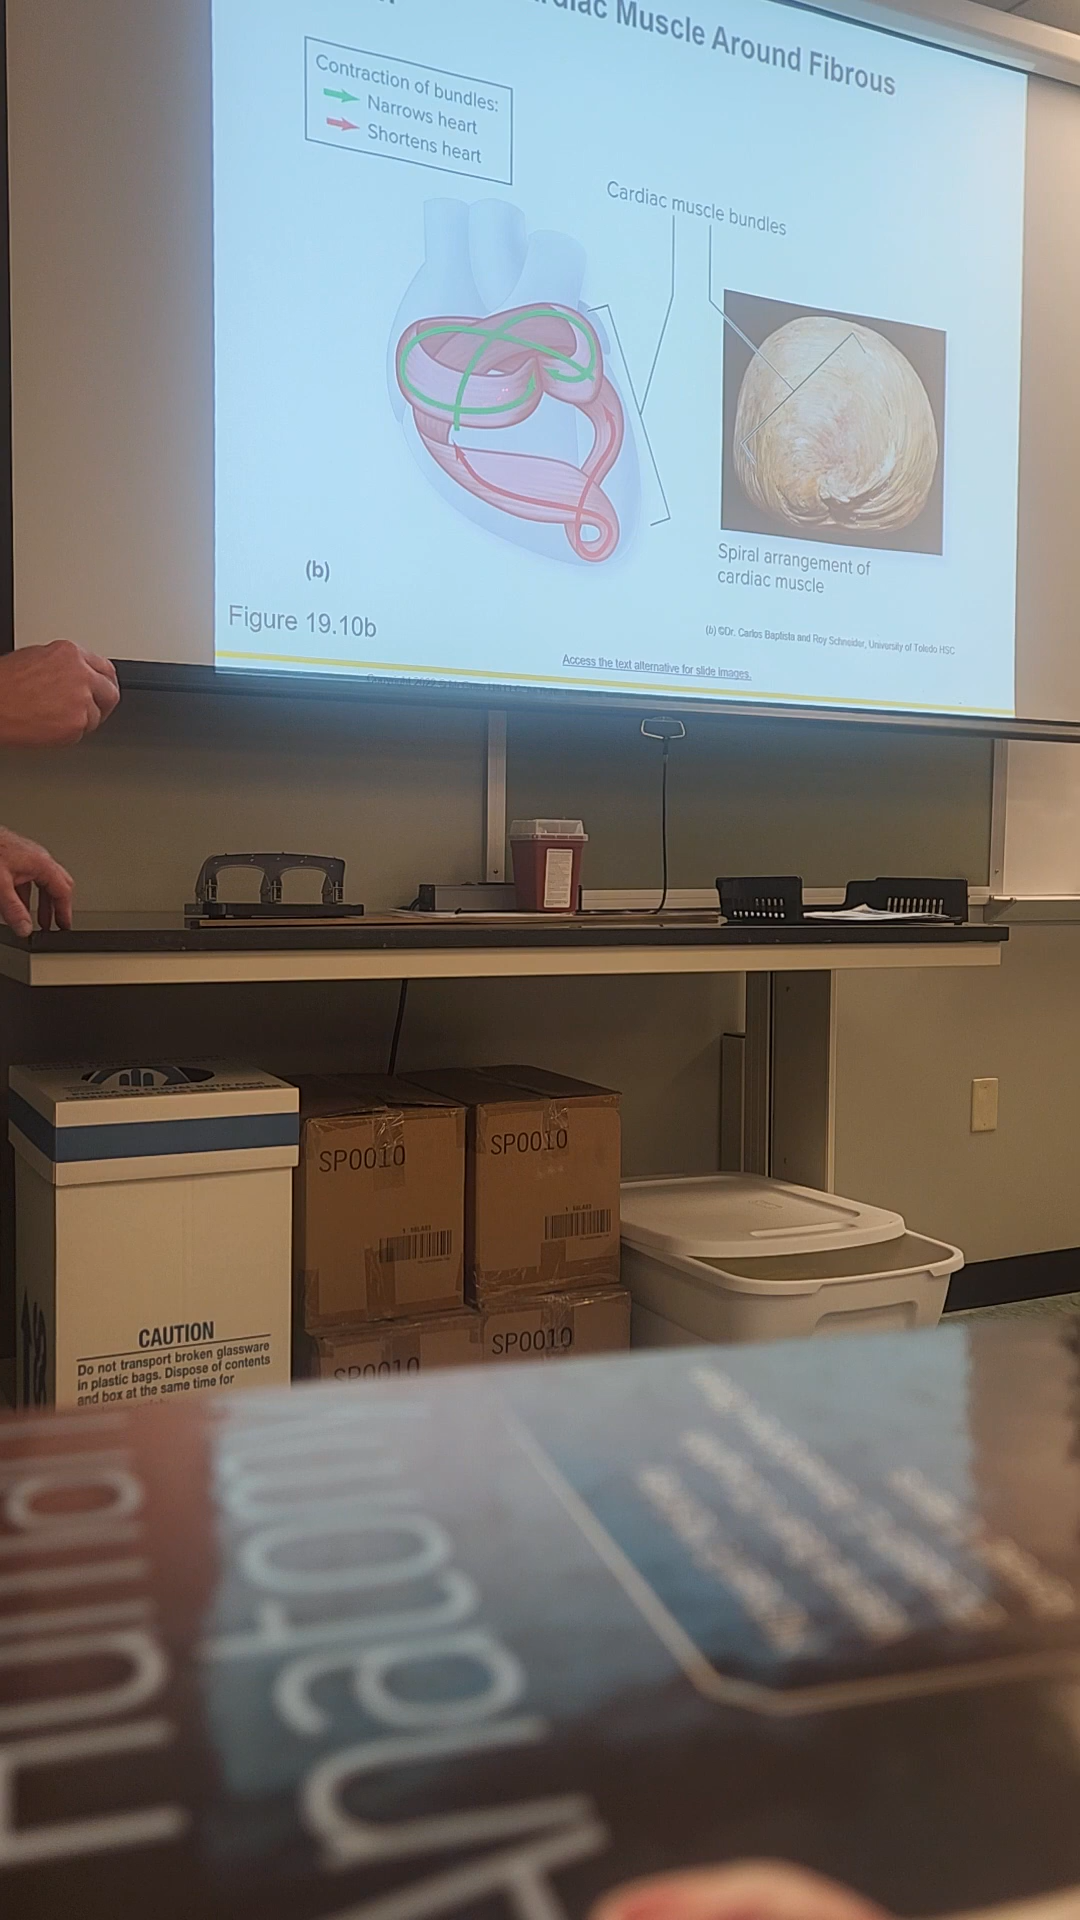 Muscle Around Fibrous
Contraction of bundles:
Narrows heart
Shortens heart
Cardiac muscle bundles
Spiral arrangement of
cardiac muscle
(b)
Figure 19.10b
(b) ©Dr. Carlos Baptista and Roy Schneider, University of Toledo HSC
Access the text alternative for slide images.
SP0010
SP0010
SP0010
SP0010
CAUTION
Do not transport broken glassware
in plastic bags. Dispose of contents
and box at the same time for
Human
Anatomy